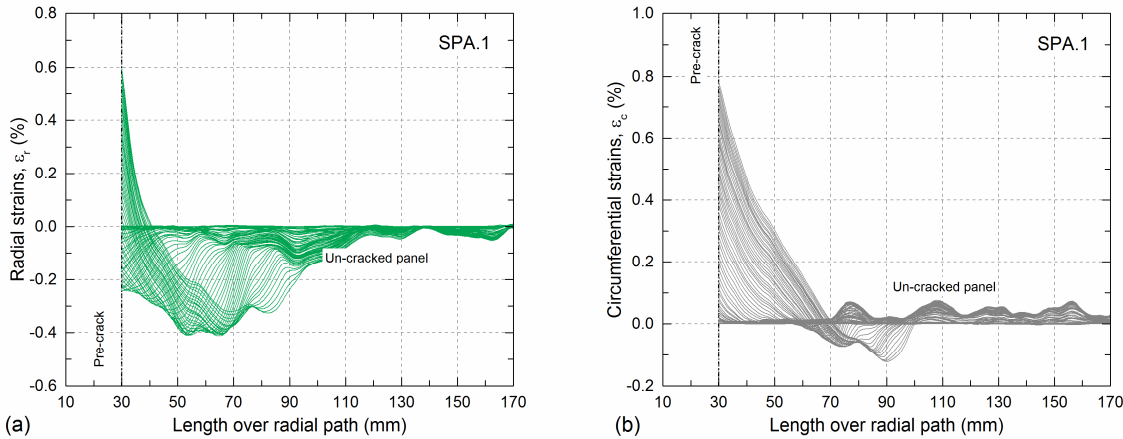 (a)
Radial strains, εr (%)
0.8
0.6
0.4
0.2
0.0
-0.2
-0.4
-0.6
SPA.1
Un-cracked panel
Pre-crack
10 30 50 70 90 110 130 150 170
Length over radial path (mm)
(b)
Circumferential strains, εc (%)
1.0
0.8
0.6
0.4
0.2
0.0
-0.2
Pre-crack
SPA.1
Un-cracked panel
10 30 50 70 90 110 130 150 170
Length over radial path (mm)